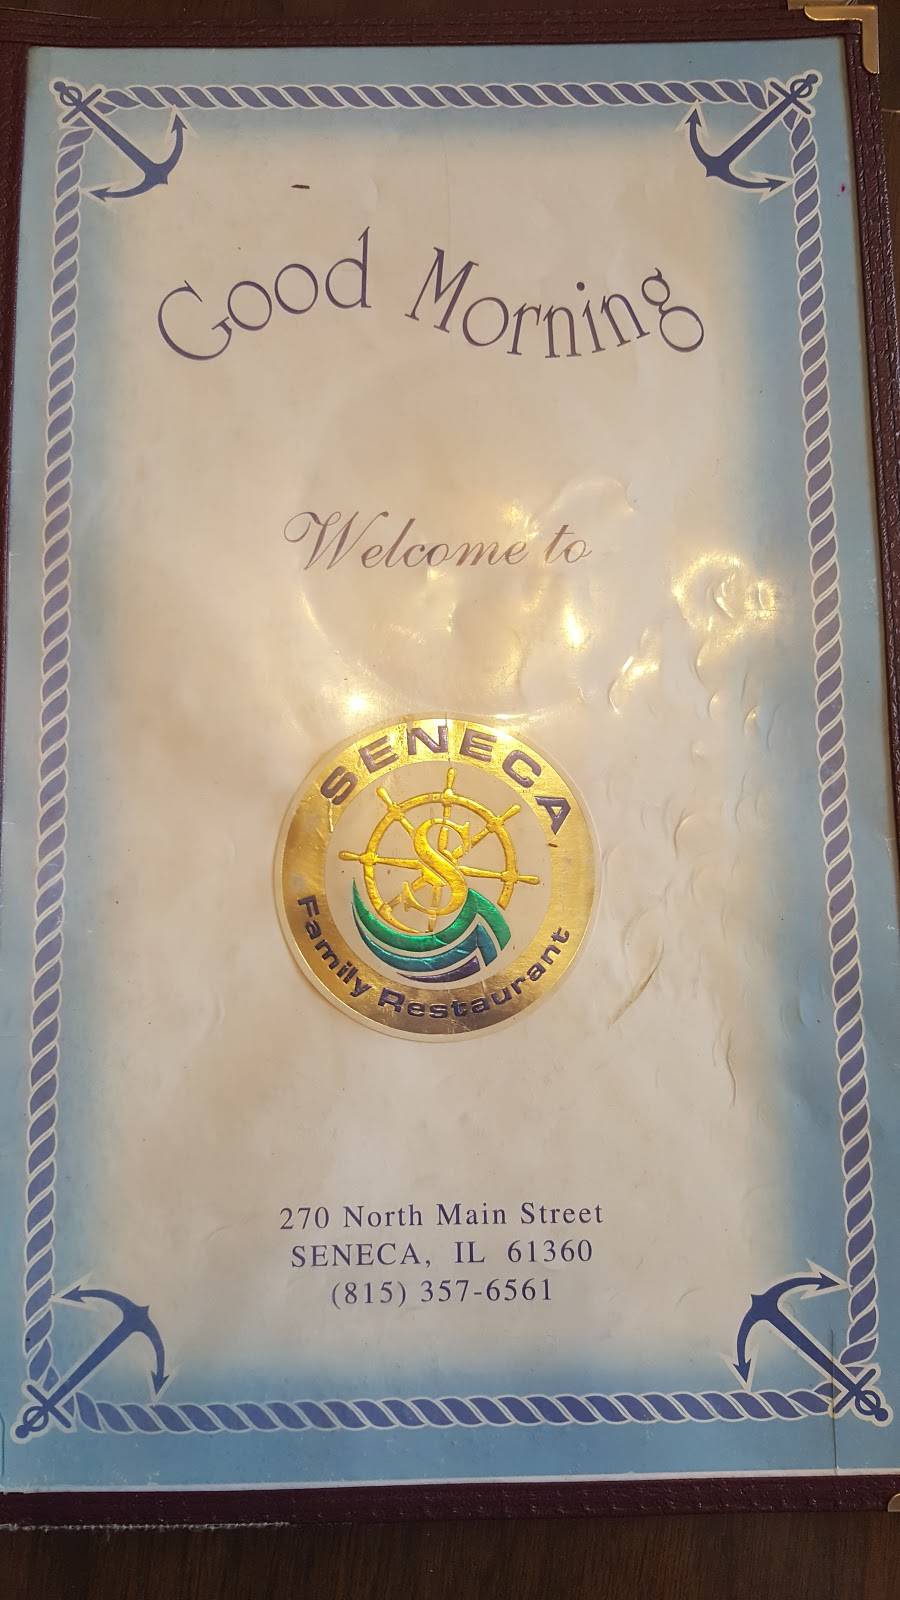 Good Morning
Welcome to
SENECA
S
Family Restaurant
270 North Main Street
SENECA, IL 61360
(815) 357-6561